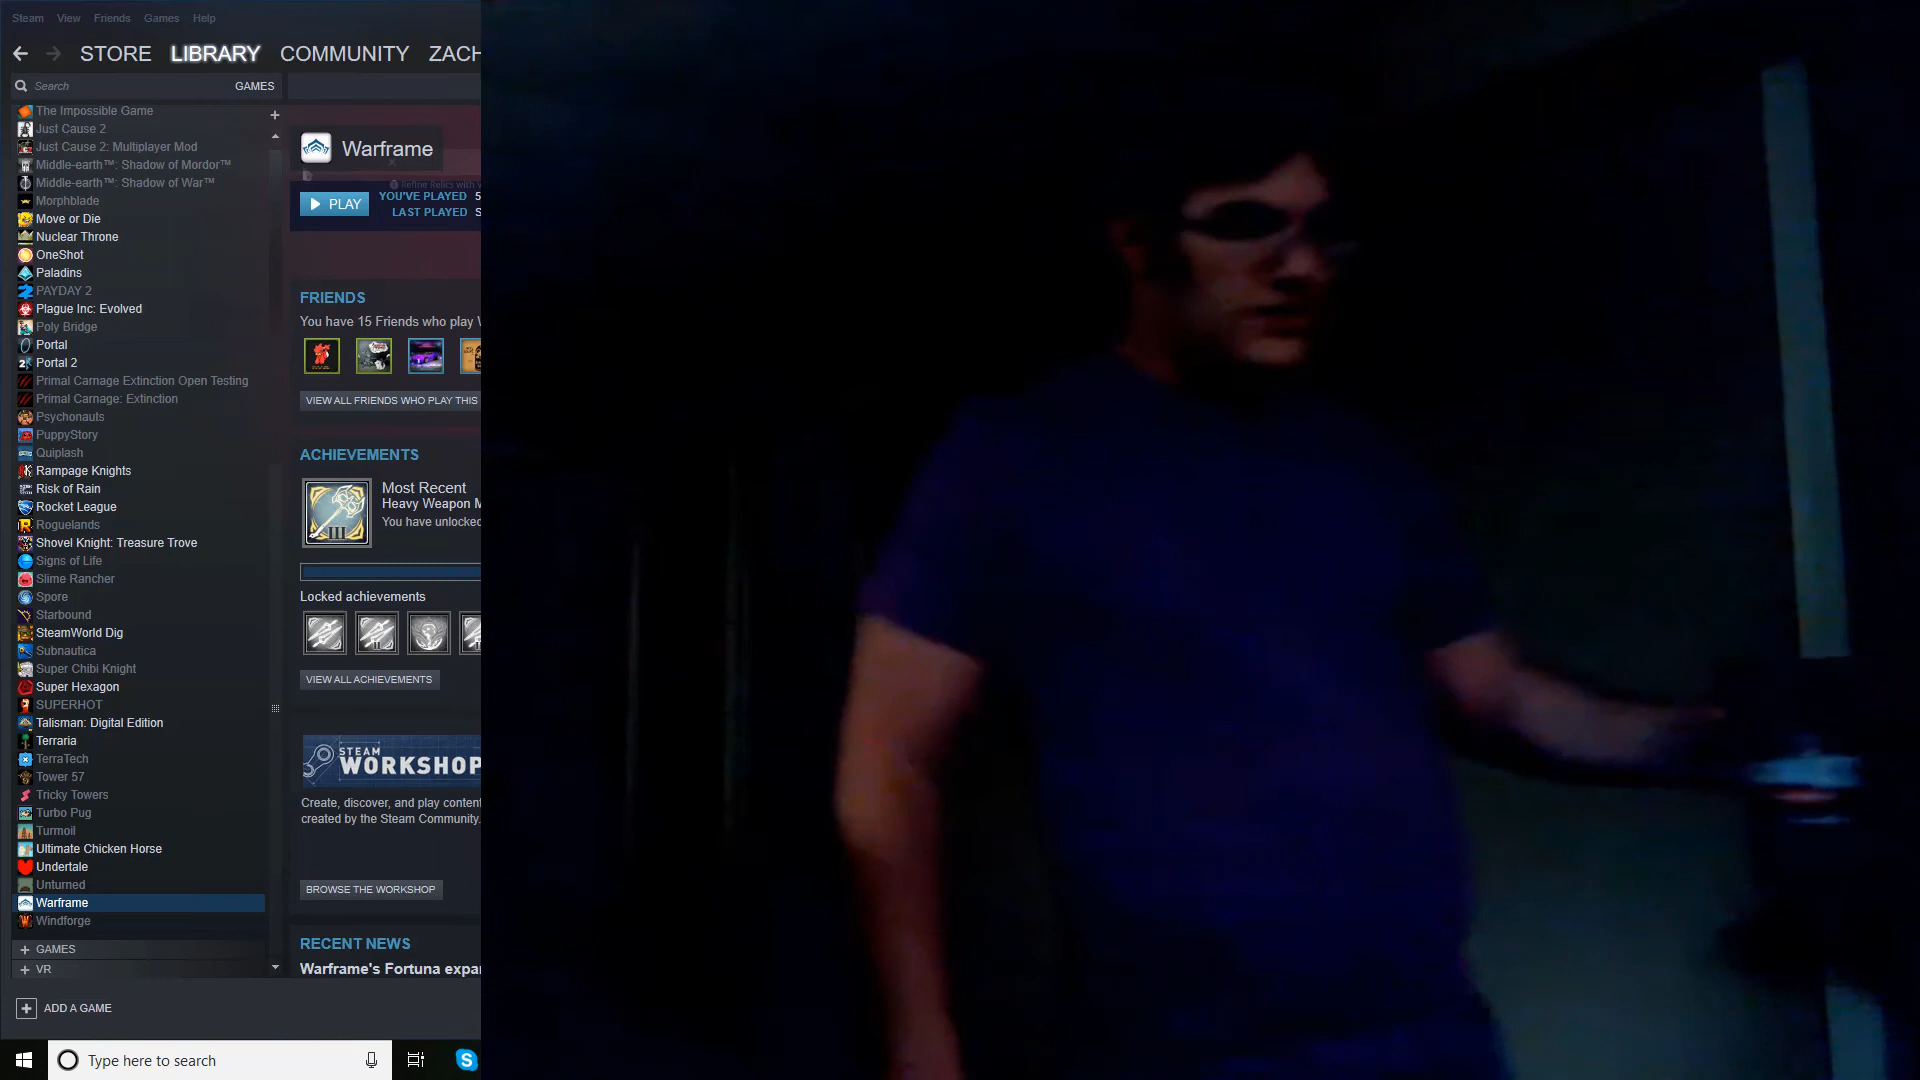 Steam View Friends Games Help
STORE LIBRARY COMMUNITY ZACH
Search GAMES
The Impossible Game
Just Cause 2
Just Cause 2: Multiplayer Mod
Middle-earth™: Shadow of Mordor™
Middle-earth™: Shadow of War™
Morphblade
Move or Die
Nuclear Throne
OneShot
Paladins
PAYDAY 2
Plague Inc: Evolved
Poly Bridge
Portal
Portal 2
Primal Carnage Extinction Open Testing
Primal Carnage: Extinction
Psychonauts
PuppyStory
Quiplash
Rampage Knights
Risk of Rain
Rocket League
Roguelands
Shovel Knight: Treasure Trove
Signs of Life
Slime Rancher
Spore
Starbound
SteamWorld Dig
Subnautica
Super Chibi Knight
Super Hexagon
SUPERHOT
Talisman: Digital Edition
Terraria
TerraTech
Tower 57
Tricky Towers
Turbo Pug
Turmoil
Ultimate Chicken Horse
Undertale
Unturned
Warframe
Windforge
+ GAMES
+ VR
+ ADD A GAME
Warframe
Refine Relics with
PLAY
YOU'VE PLAYED 5
LAST PLAYED S
FRIENDS
You have 15 Friends who play
VIEW ALL FRIENDS WHO PLAY THIS
ACHIEVEMENTS
Most Recent
Heavy Weapon M
You have unlocked
III
Locked achievements
VIEW ALL ACHIEVEMENTS
STEAM
WORKSHOP
Create, discover, and play content
created by the Steam Community.
BROWSE THE WORKSHOP
RECENT NEWS
Warframe's Fortuna expa
Type here to search